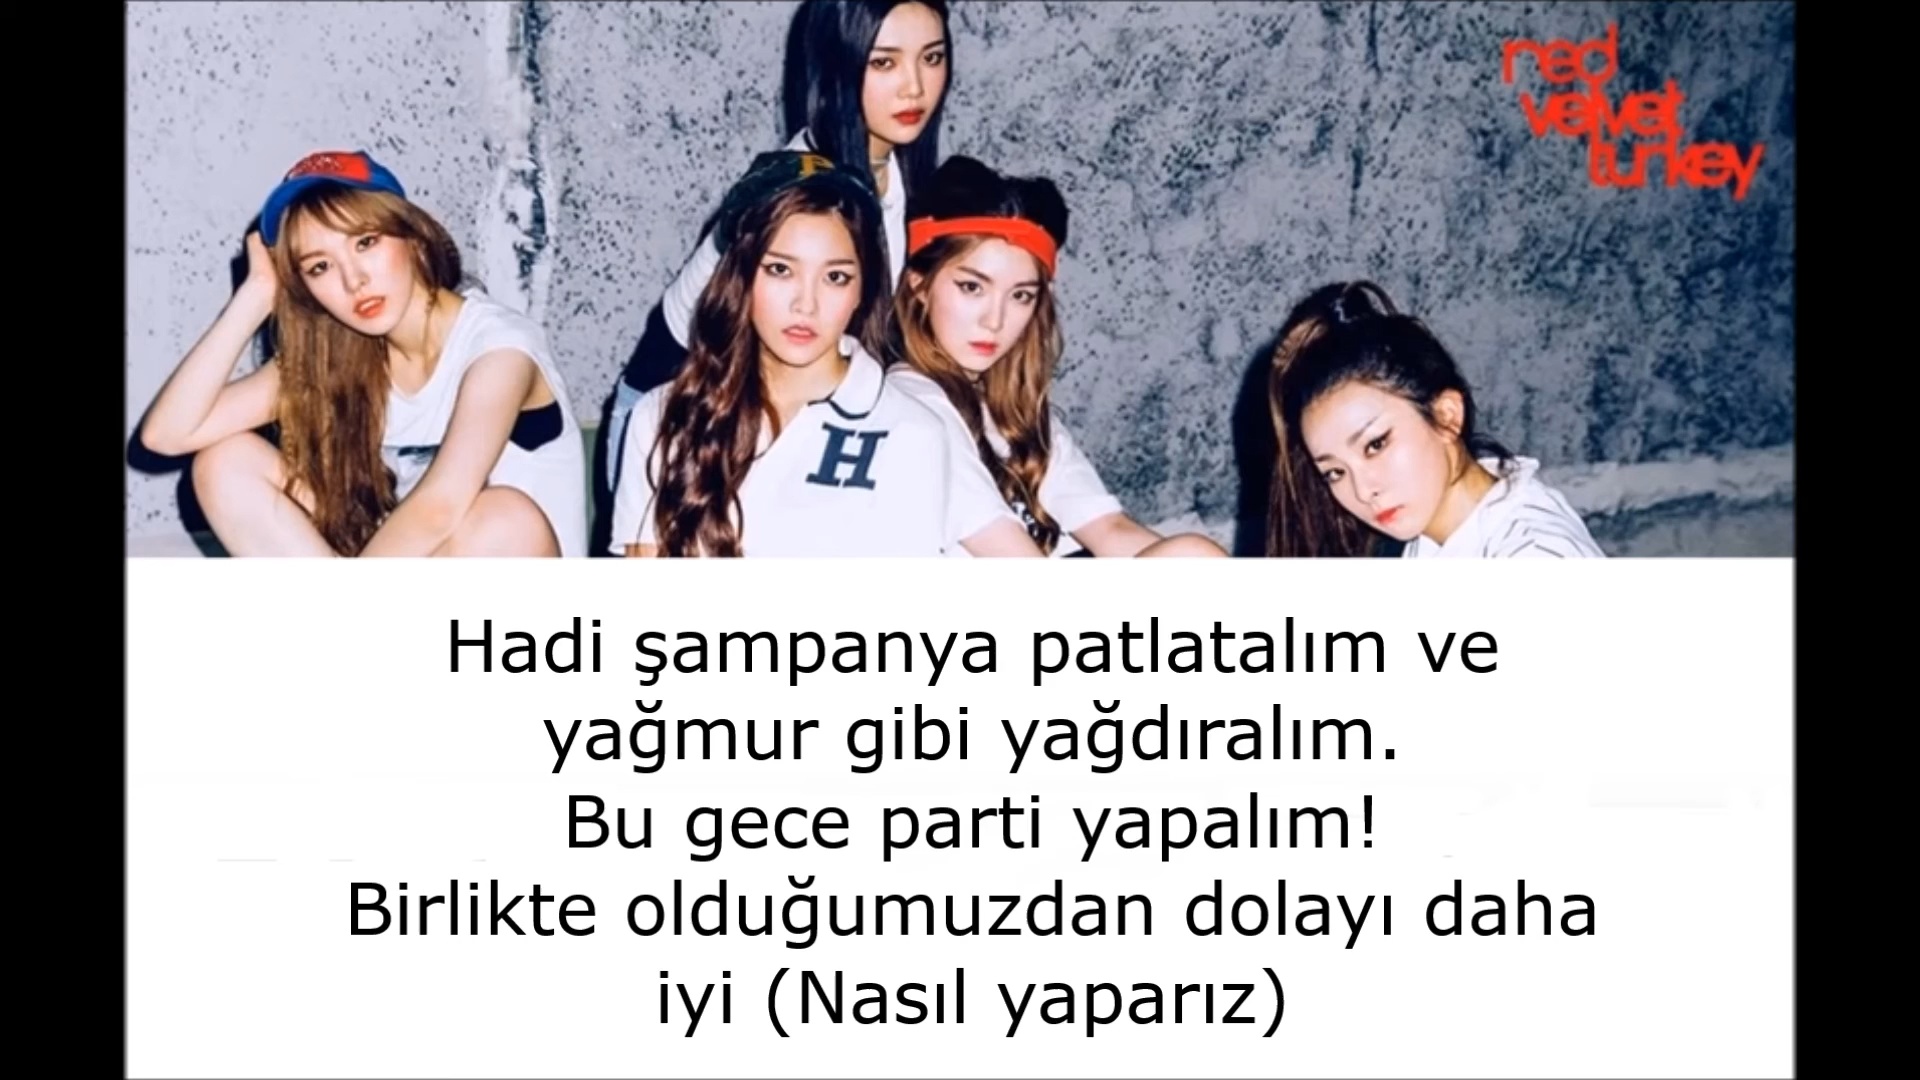 red
velvet
turkey
H
Hadi şampanya patlatalım ve
yağmur gibi yağdıralım.
Bu gece parti yapalım!
Birlikte olduğumuzdan dolayı daha
iyi (Nasıl yaparız)